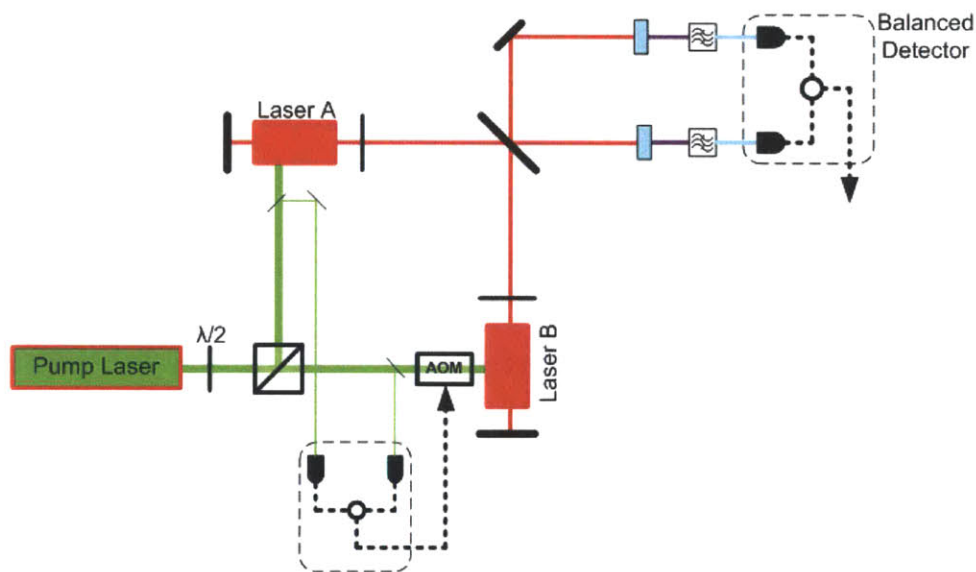 Balanced
Detector
Laser A
λ/2
Pump Laser
AOM
Laser B